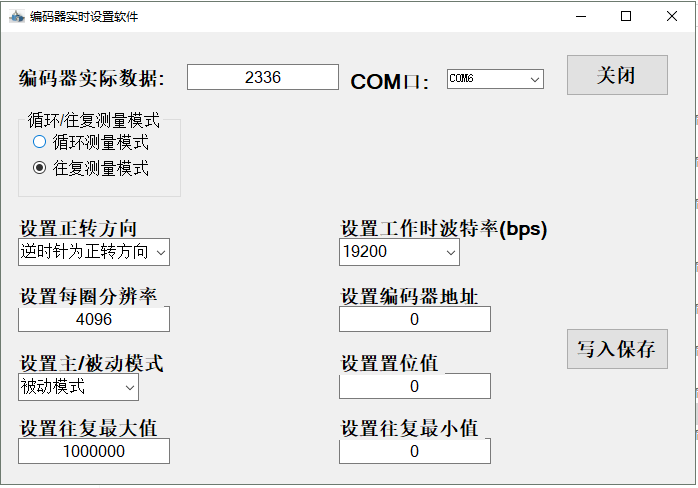 编码器实时设置软件
编码器实际数据: 2336 COM口: COM6 关闭
循环/往复测量模式
循环测量模式
往复测量模式
设置正转方向 设置工作时波特率(bps)
逆时针为正转方向 19200
设置每圈分辨率 设置编码器地址
4096 0
写入保存
设置主/被动模式 设置置位值
被动模式 0
设置往复最大值 设置往复最小值
1000000 0